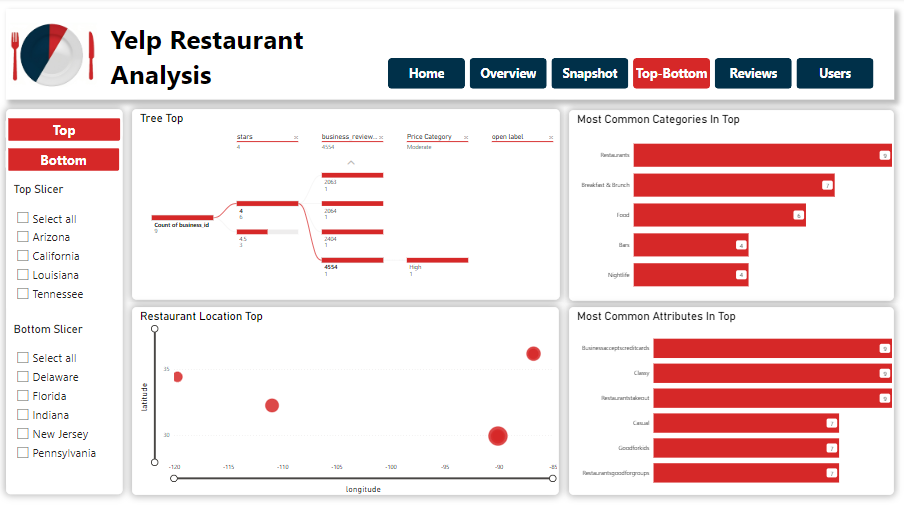 Yelp Restaurant
Analysis
Home
Overview
Snapshot
Top-Bottom
Reviews
Users
Top
Bottom
Top Slicer
Select all
Arizona
California
Louisiana
Tennessee
Bottom Slicer
Select all
Delaware
Florida
Indiana
New Jersey
Pennsylvania
Tree Top
stars
4
business_review...
4554
Price Category
Moderate
open label
Count of business_id
9
4
6
4.5
3
2063
1
2064
1
2404
1
4554
1
High
1
Most Common Categories In Top
Restaurants 9
Breakfast & Brunch 7
Food 6
Bars 4
Nightlife 4
Restaurant Location Top
latitude
35
30
-120 -115 -110 -105 -100 -95 -90 -85
longitude
Most Common Attributes In Top
Businessacceptscreditcards 9
Classy 9
Restaurantstakeout 9
Casual 7
Goodforkids 7
Restaurantsgoodforgroups 7